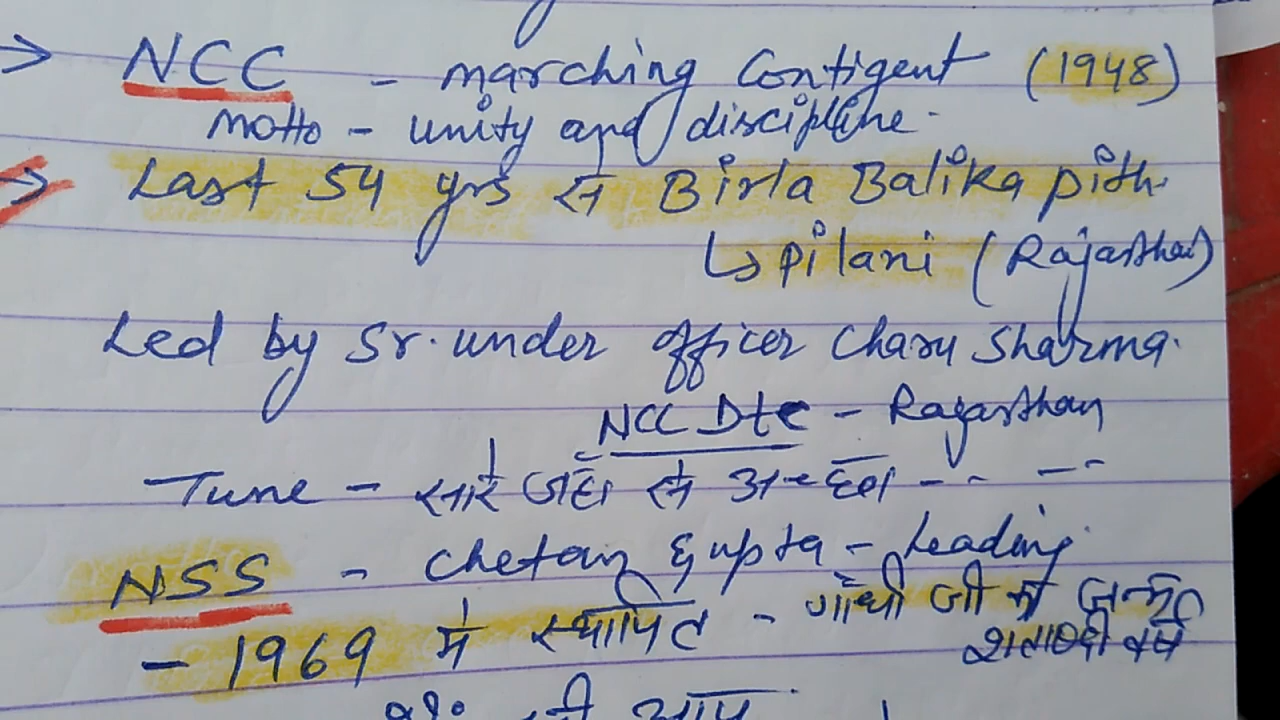 → NCC - marching Contigent (1948)
motto - unity and discipline.
→ Last 54 yrs से Birla Balika pith.
↳ pilani (Rajasthan)
Led by Sr. under officer Charu Sharma.
NCC Dte - Rajasthan
Tune - सारे जहाँ से अच्छा - - - -
NSS - Chetan Gupta - Leading
- 1969 में स्थापित - गाँधी जी के जन्म
शताब्दी वर्ष